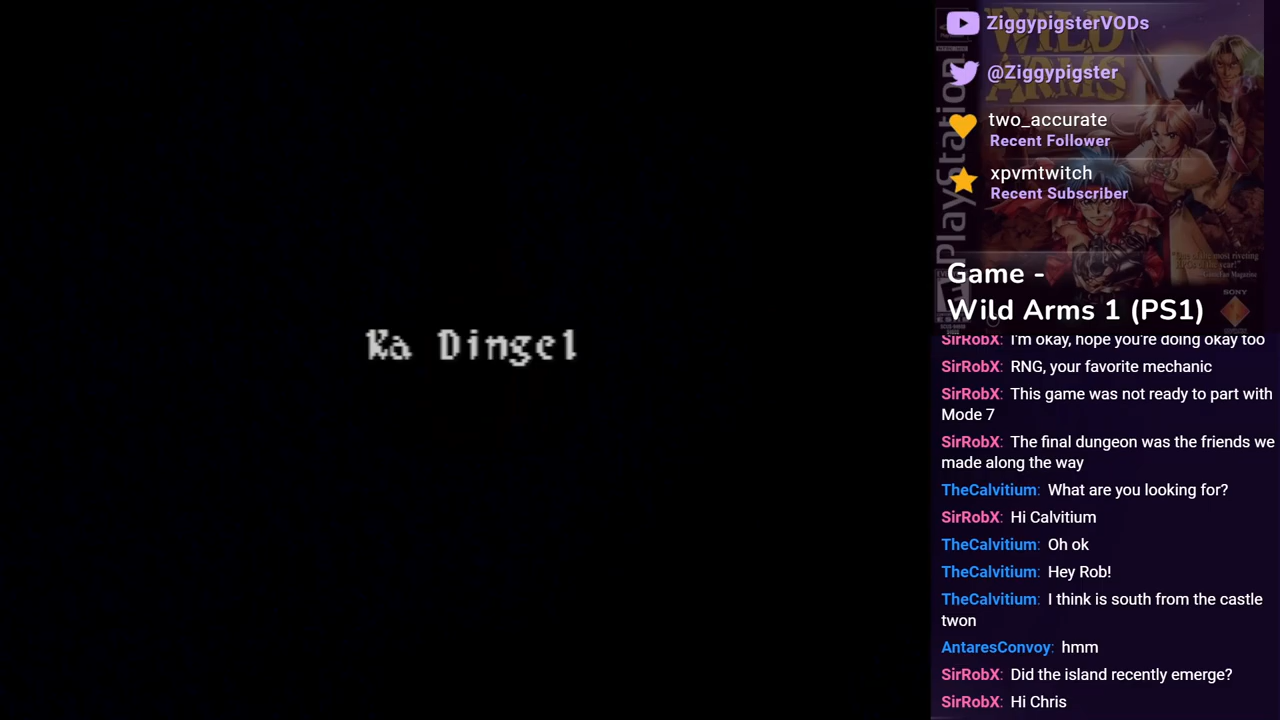 Ka Dingel
ZiggypigsterVODs
@Ziggypigster
two_accurate
Recent Follower
xpvmtwitch
Recent Subscriber
WILD
ARMS
PlayStation
SONY
Game -
Wild Arms 1 (PS1)
SirRobX: I'm okay, hope you're doing okay too
SirRobX: RNG, your favorite mechanic
SirRobX: This game was not ready to part with
Mode 7
SirRobX: The final dungeon was the friends we
made along the way
TheCalvitium: What are you looking for?
SirRobX: Hi Calvitium
TheCalvitium: Oh ok
TheCalvitium: Hey Rob!
TheCalvitium: I think is south from the castle
twon
AntaresConvoy: hmm
SirRobX: Did the island recently emerge?
SirRobX: Hi Chris